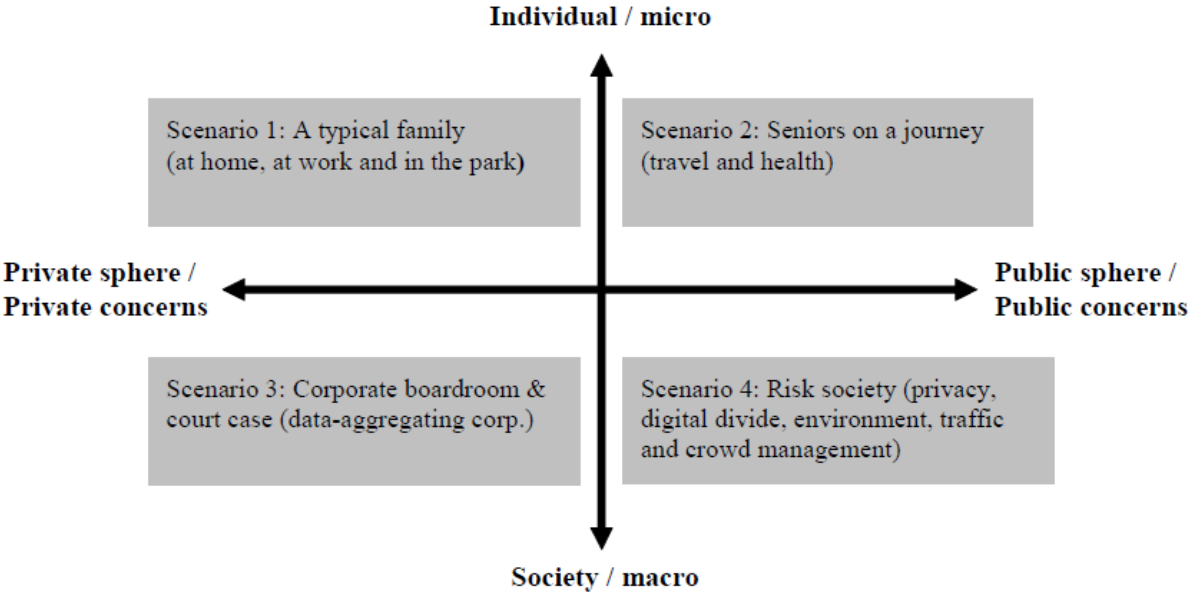 Individual / micro
Scenario 1: A typical family
(at home, at work and in the park)
Scenario 2: Seniors on a journey
(travel and health)
Private sphere /
Private concerns
Public sphere /
Public concerns
Scenario 3: Corporate boardroom &
court case (data-aggregating corp.)
Scenario 4: Risk society (privacy,
digital divide, environment, traffic
and crowd management)
Society / macro